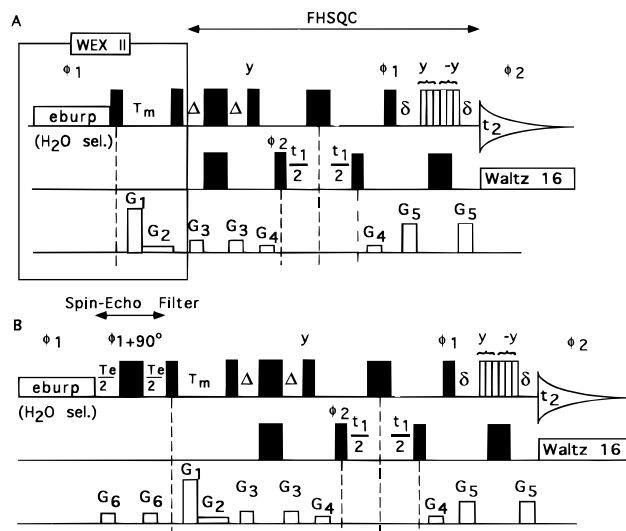 A
FHSQC
WEX II
ϕ1 y ϕ1 y -y ϕ2
eburp Tm Δ Δ δ δ t2
(H2O sel.)
ϕ2 t1/2 t1/2 Waltz 16
G1 G2 G3 G3 G4 G4 G5 G5
Spin-Echo Filter
B
ϕ1 ϕ1+90° y ϕ1 y -y ϕ2
eburp Te/2 Te/2 Tm Δ Δ δ δ t2
(H2O sel.)
ϕ2 t1/2 t1/2 Waltz 16
G6 G6 G1 G2 G3 G3 G4 G4 G5 G5